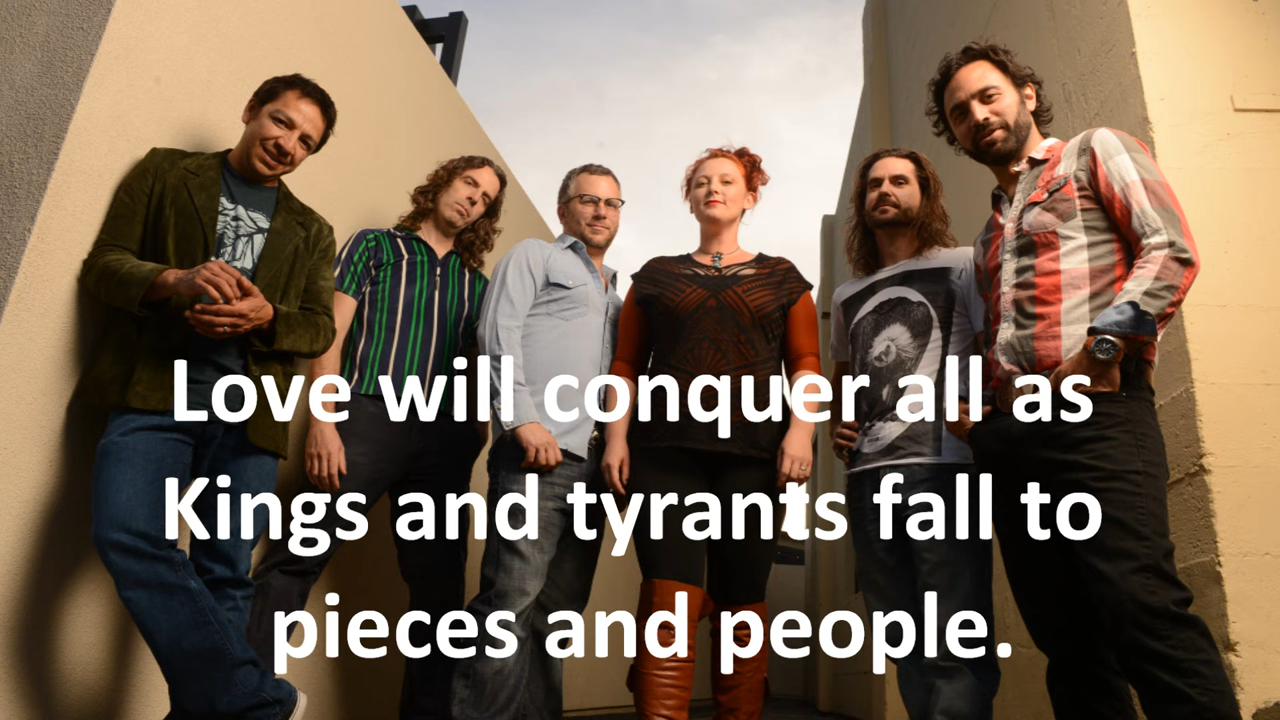 Love will conquer all as
Kings and tyrants fall to
pieces and people.